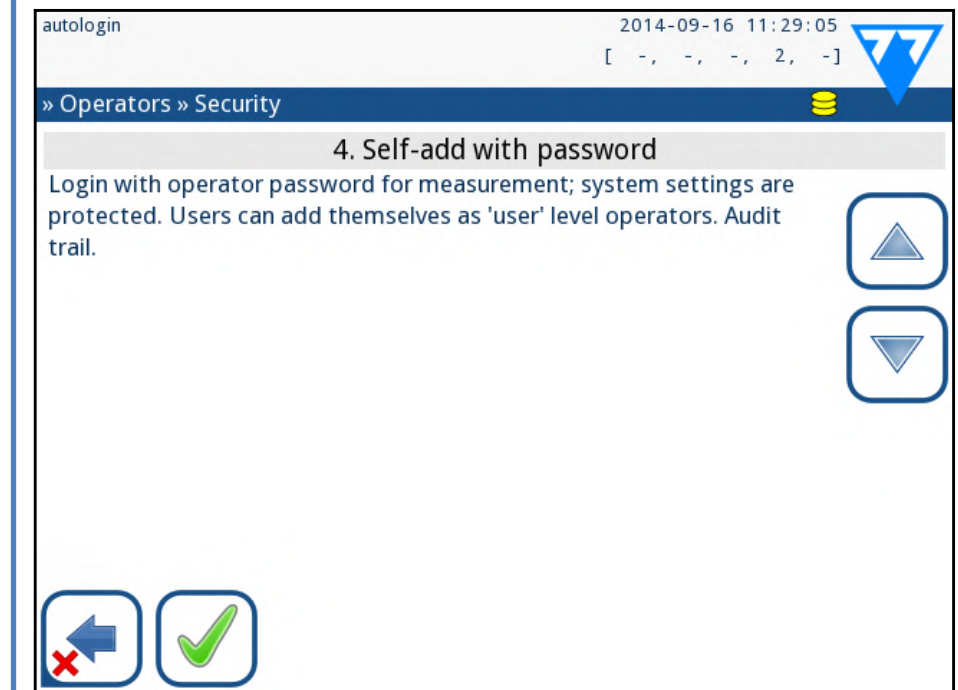 autologin
2014-09-16 11:29:05
[ -, -, -, 2, -]
» Operators » Security
4. Self-add with password
Login with operator password for measurement; system settings are
protected. Users can add themselves as 'user' level operators. Audit
trail.